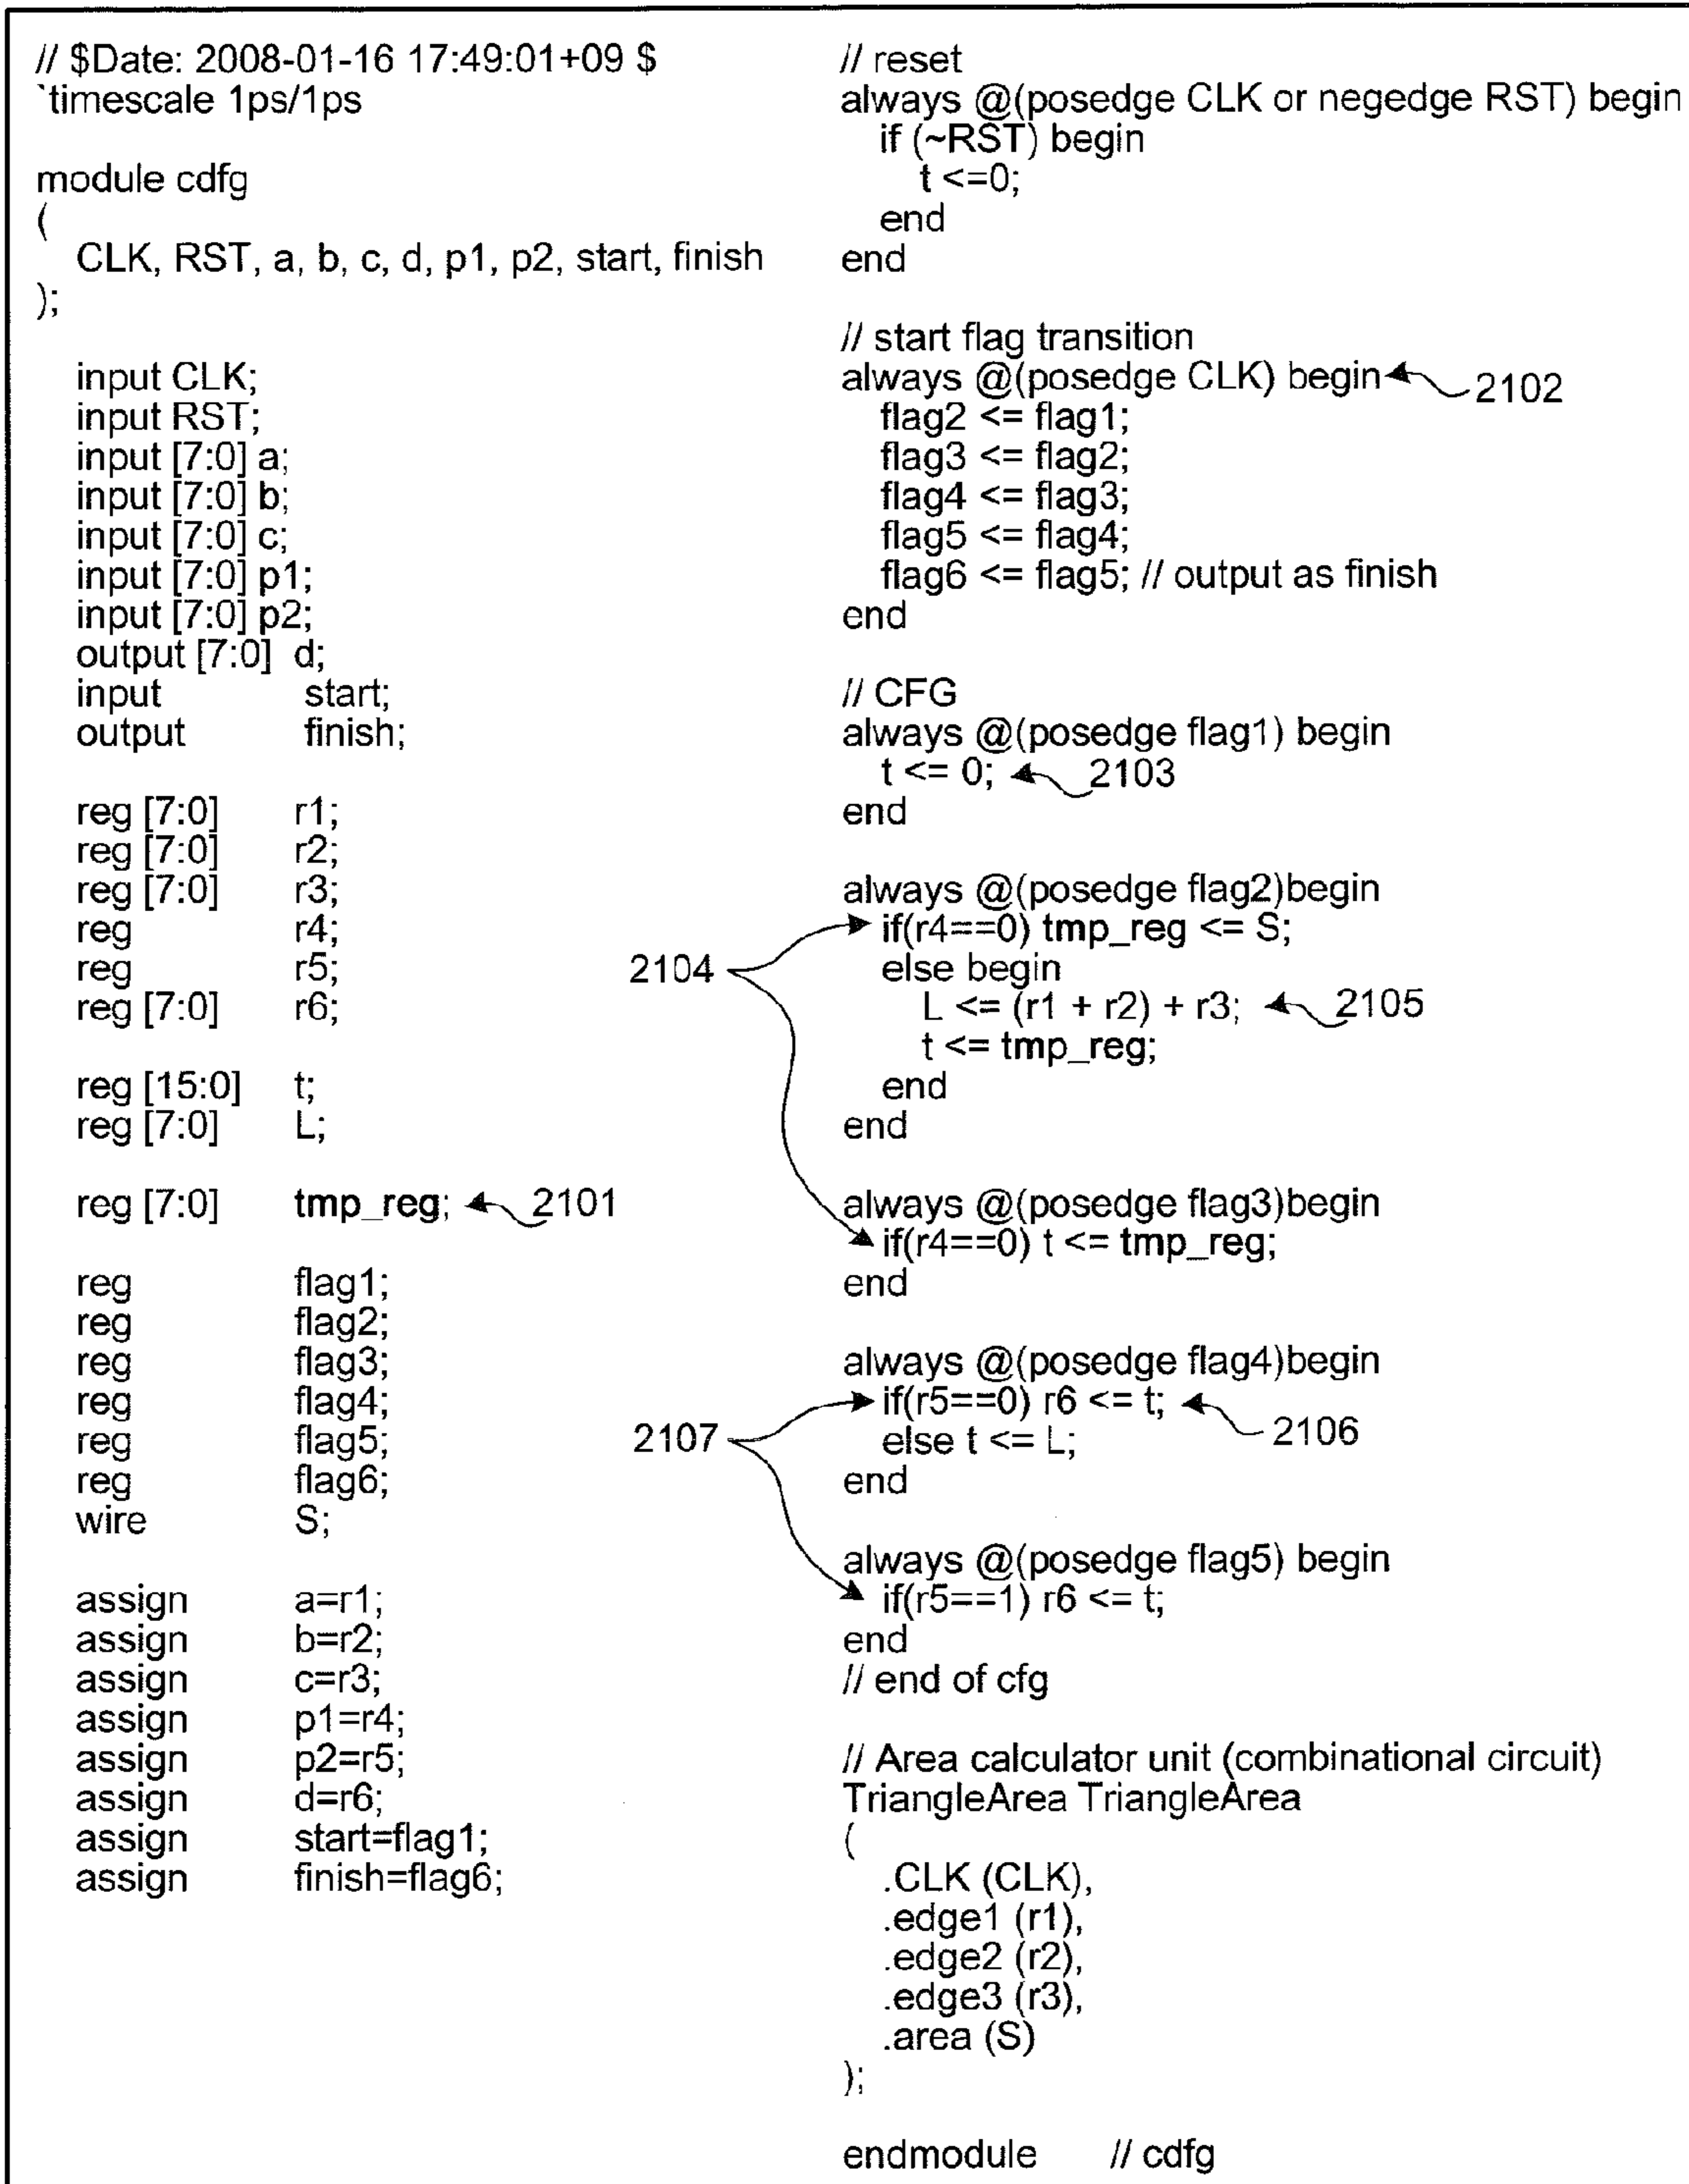 // $Date: 2008-01-16 17:49:01+09 $
`timescale 1ps/1ps
module cdfg
(
CLK, RST, a, b, c, d, p1, p2, start, finish
);
input CLK;
input RST;
input [7:0] a;
input [7:0] b;
input [7:0] c;
input [7:0] p1;
input [7:0] p2;
output [7:0] d;
input start;
output finish;
reg [7:0] r1;
reg [7:0] r2;
reg [7:0] r3;
reg r4;
reg r5;
reg [7:0] r6;
reg [15:0] t;
reg [7:0] L;
reg [7:0] tmp_reg; 2101
reg flag1;
reg flag2;
reg flag3;
reg flag4;
reg flag5;
reg flag6;
wire S;
assign a=r1;
assign b=r2;
assign c=r3;
assign p1=r4;
assign p2=r5;
assign d=r6;
assign start=flag1;
assign finish=flag6;
// reset
always @(posedge CLK or negedge RST) begin
if (~RST) begin
t <=0;
end
end
// start flag transition
always @(posedge CLK) begin 2102
flag2 <= flag1;
flag3 <= flag2;
flag4 <= flag3;
flag5 <= flag4;
flag6 <= flag5; // output as finish
end
// CFG
always @(posedge flag1) begin
t <= 0; 2103
end
always @(posedge flag2)begin
if(r4==0) tmp_reg <= S;
2104 else begin
L <= (r1 + r2) + r3; 2105
t <= tmp_reg;
end
end
always @(posedge flag3)begin
if(r4==0) t <= tmp_reg;
end
always @(posedge flag4)begin
if(r5==0) r6 <= t; 2106
2107 else t <= L;
end
always @(posedge flag5) begin
if(r5==1) r6 <= t;
end
// end of cfg
// Area calculator unit (combinational circuit)
TriangleArea TriangleArea
(
.CLK (CLK),
.edge1 (r1),
.edge2 (r2),
.edge3 (r3),
.area (S)
);
endmodule // cdfg